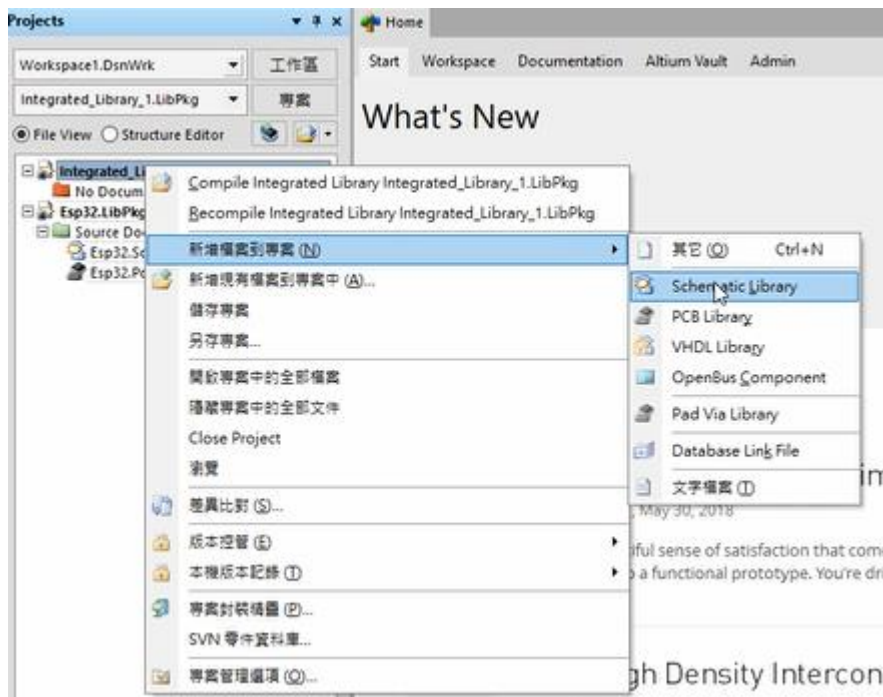 Projects
Workspace1.DsnWrk
工作區
Integrated_Library_1.LibPkg
專案
File View
Structure Editor
Integrated_Li
No Docum
Esp32.LibPkg
Source Do
Esp32.Sc
Esp32.Pc
Compile Integrated Library Integrated_Library_1.LibPkg
Recompile Integrated Library Integrated_Library_1.LibPkg
新增檔案到專案 (N)
新增現有檔案到專案中 (A)...
儲存專案
另存專案...
開啟專案中的全部檔案
隱藏專案中的全部文件
Close Project
瀏覽
差異比對 (S)...
版本控管 (E)
本機版本記錄 (T)
專案封裝精靈 (P)...
SVN 零件資料庫...
專案管理選項 (O)...
其它 (O) Ctrl+N
Schematic Library
PCB Library
VHDL Library
OpenBus Component
Pad Via Library
Database Link File
文字檔案 (T)
Home
Start Workspace Documentation Altium Vault Admin
What's New
im
, May 30, 2018
iful sense of satisfaction that com
a functional prototype. You're dri
gh Density Intercon